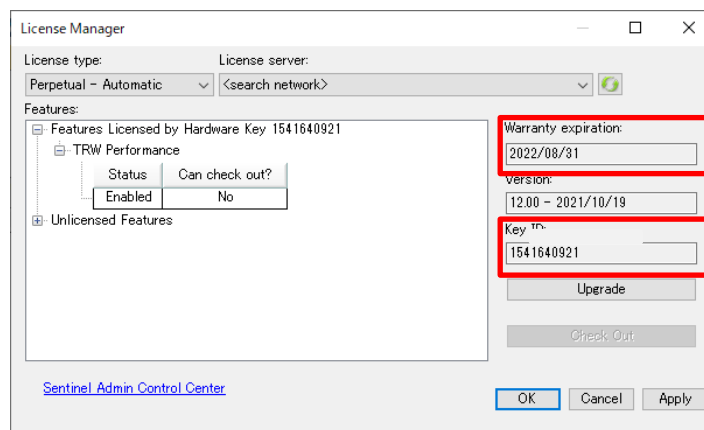 License Manager
License type: License server:
Perpetual - Automatic <search network>
Features:
Features Licensed by Hardware Key 1541640921
TRW Performance
Status Can check out?
Enabled No
Unlicensed Features
Warranty expiration:
2022/08/31
Version:
12.00 - 2021/10/19
Key ID:
1541640921
Upgrade
Check Out
Sentinel Admin Control Center
OK Cancel Apply